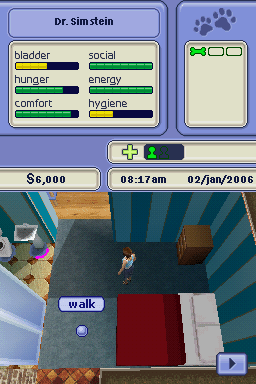 Dr. Simstein
bladder social
hunger energy
comfort hygiene
$6,000 08:17am 02/jan/2006
walk